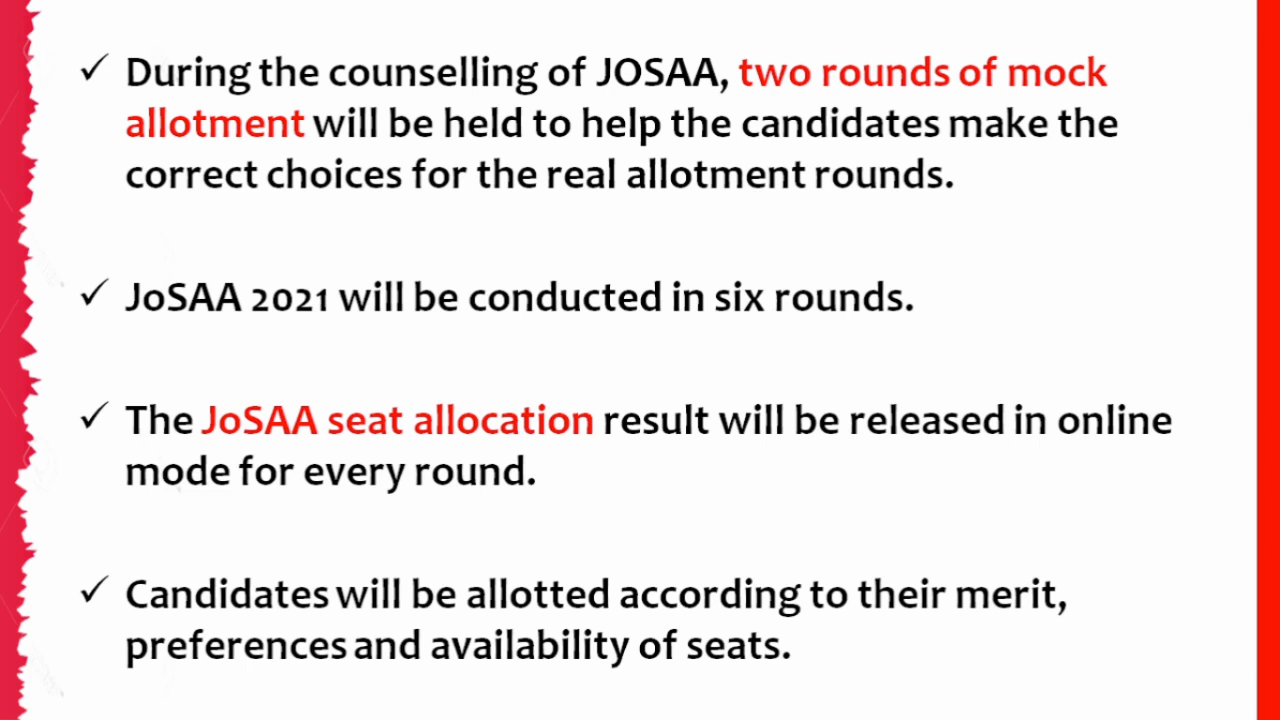 ✓ During the counselling of JOSAA, two rounds of mock
allotment will be held to help the candidates make the
correct choices for the real allotment rounds.
✓ JoSAA 2021 will be conducted in six rounds.
✓ The JoSAA seat allocation result will be released in online
mode for every round.
✓ Candidates will be allotted according to their merit,
preferences and availability of seats.